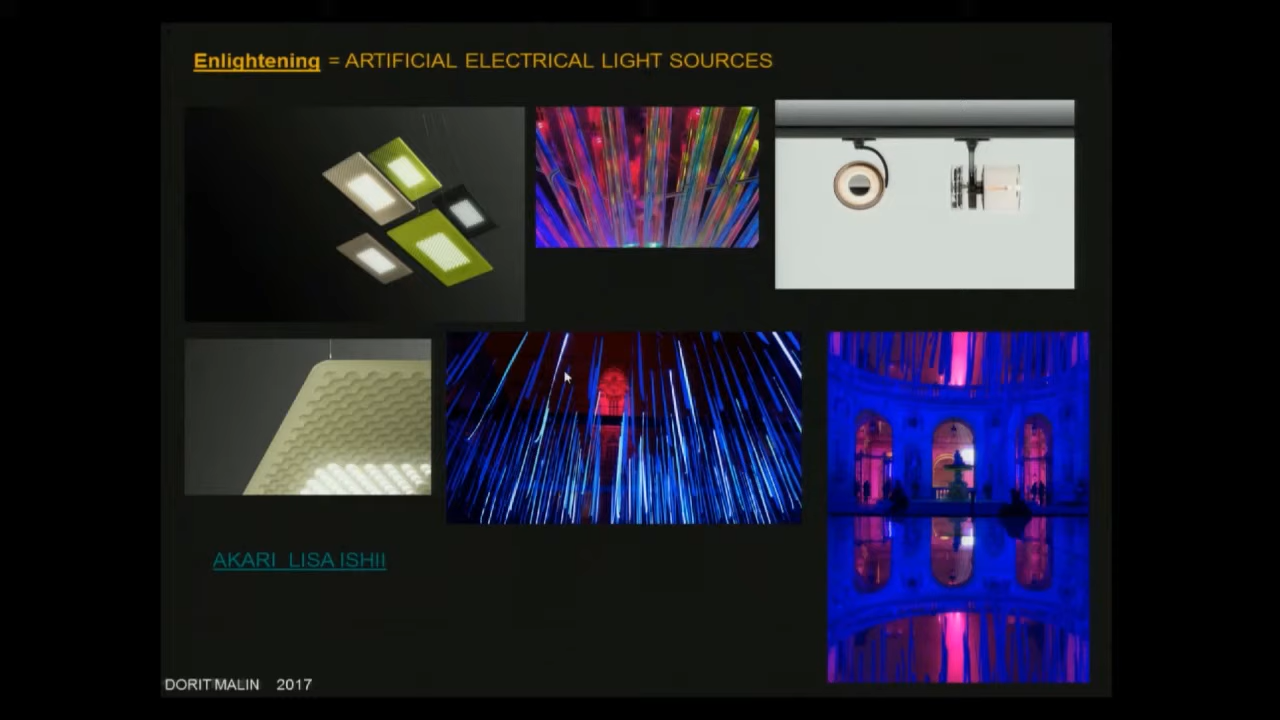 Enlightening = ARTIFICIAL ELECTRICAL LIGHT SOURCES
AKARI LISA ISHII
DORIT MALIN 2017